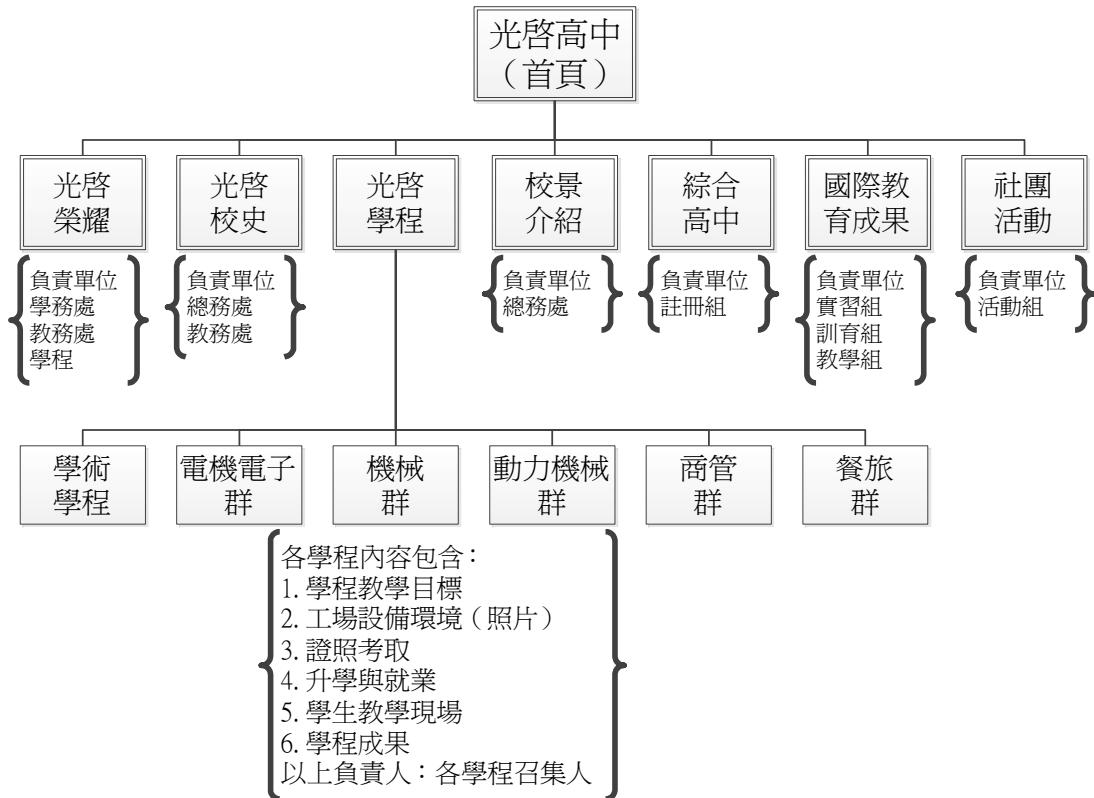 光啓高中
（首頁）
光啓
榮耀
光啓
校史
光啓
學程
校景
介紹
綜合
高中
國際教
育成果
社團
活動
負責單位
學務處
教務處
學程
負責單位
總務處
教務處
負責單位
總務處
負責單位
註冊組
負責單位
實習組
訓育組
教學組
負責單位
活動組
學術
學程
電機電子
群
機械
群
動力機械
群
商管
群
餐旅
群
各學程內容包含：
1. 學程教學目標
2. 工場設備環境（照片）
3. 證照考取
4. 升學與就業
5. 學生教學現場
6. 學程成果
以上負責人：各學程召集人